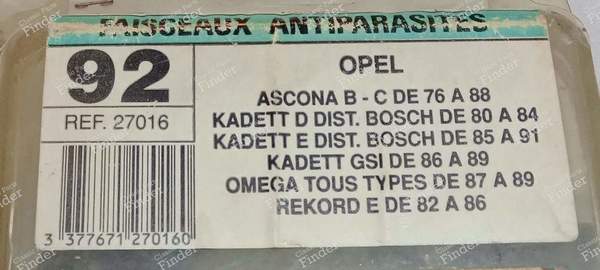 FAISCEAUX ANTIPARASITES
92
REF. 27016
3 377671 270160
OPEL
ASCONA B - C DE 76 A 88
KADETT D DIST. BOSCH DE 80 A 84
KADETT E DIST. BOSCH DE 85 A 91
KADETT GSI DE 86 A 89
OMEGA TOUS TYPES DE 87 A 89
REKORD E DE 82 A 86